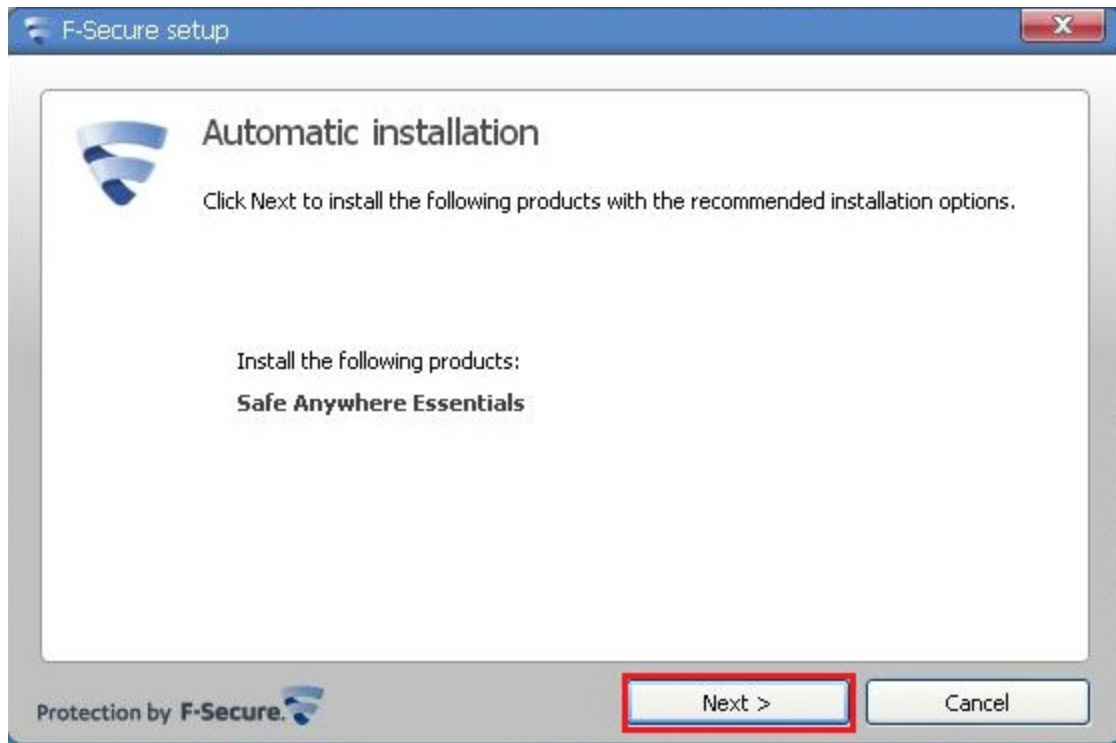 F-Secure setup
Automatic installation
Click Next to install the following products with the recommended installation options.
Install the following products:
Safe Anywhere Essentials
Protection by F-Secure.
Next >
Cancel